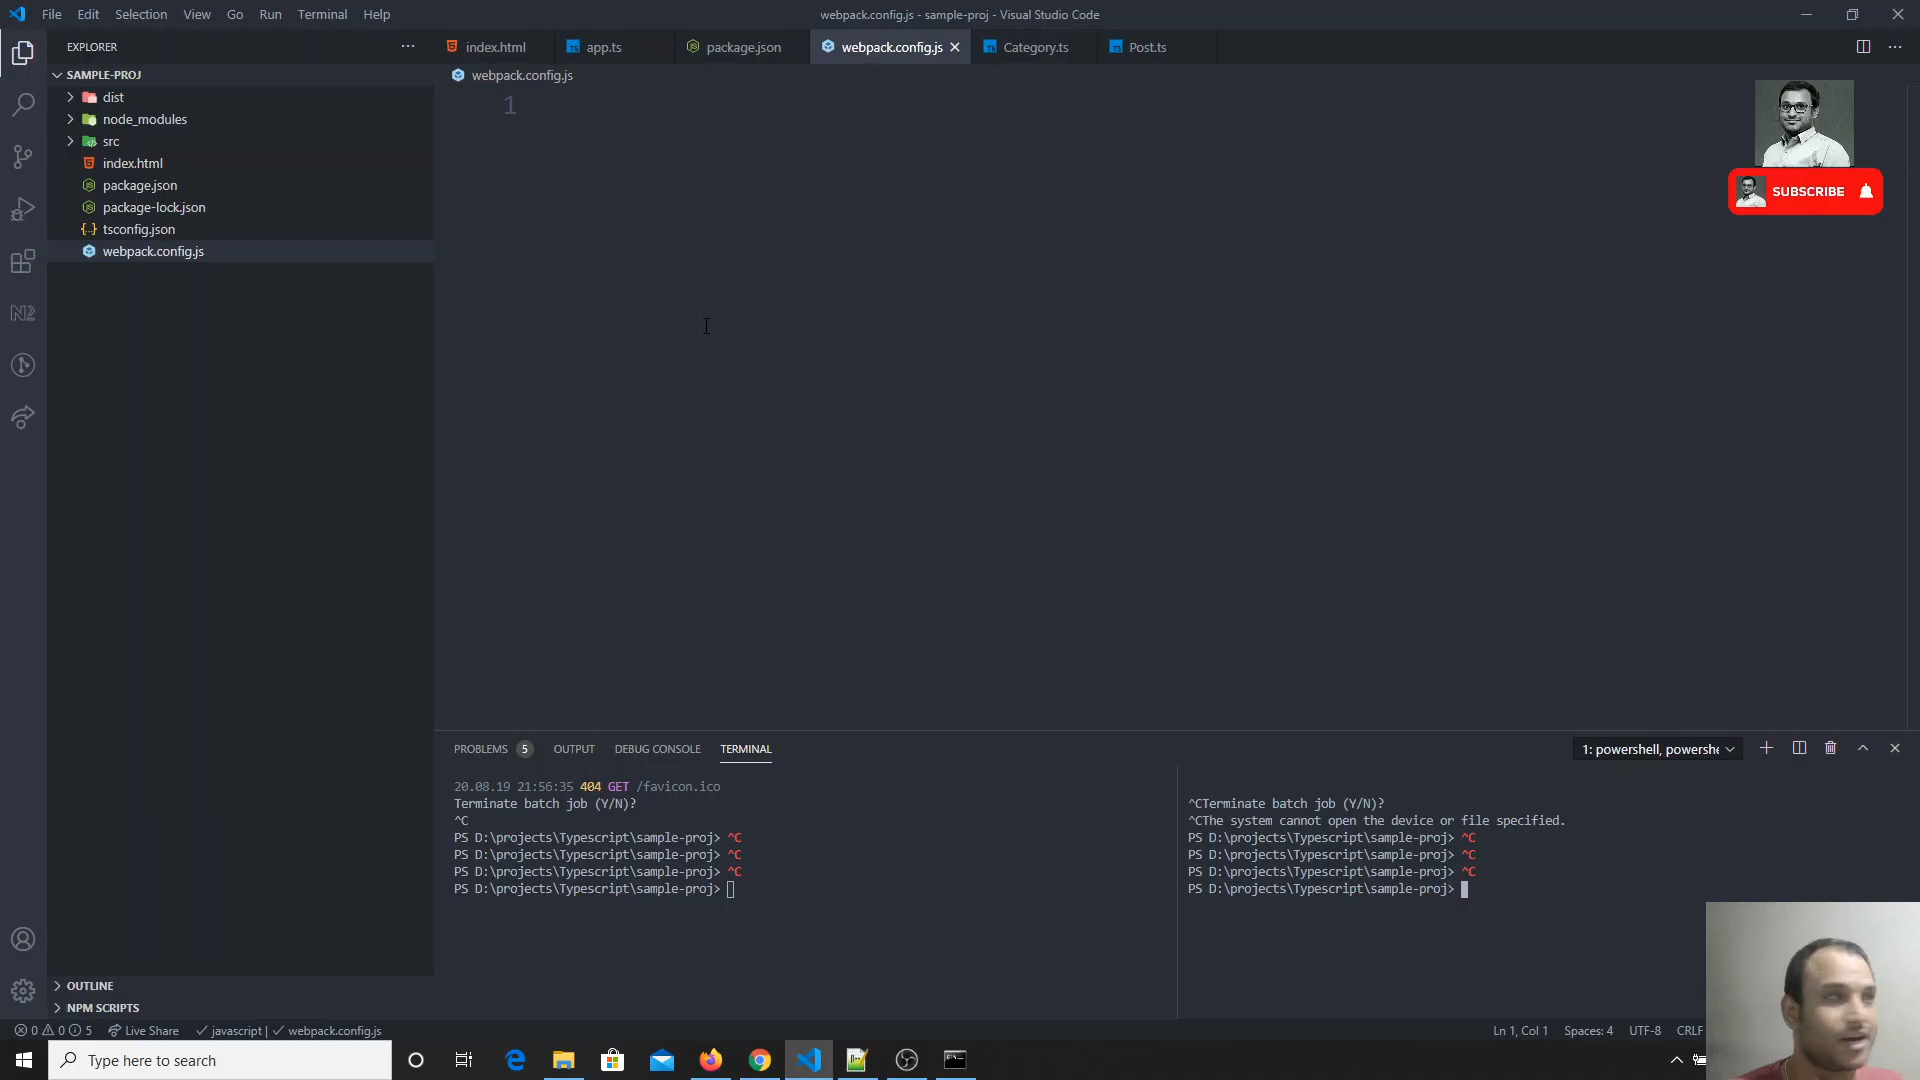 File Edit Selection View Go Run Terminal Help
webpack.config.js - sample-proj - Visual Studio Code
EXPLORER
index.html
app.ts
package.json
webpack.config.js
Category.ts
Post.ts
SAMPLE-PROJ
webpack.config.js
dist
1
node_modules
src
index.html
package.json
package-lock.json
tsconfig.json
webpack.config.js
SUBSCRIBE
PROBLEMS 5 OUTPUT DEBUG CONSOLE TERMINAL
1: powershell, powershe
20.08.19 21:56:35 404 GET /favicon.ico
Terminate batch job (Y/N)?
^C
PS D:\projects\Typescript\sample-proj> ^C
PS D:\projects\Typescript\sample-proj> ^C
PS D:\projects\Typescript\sample-proj> ^C
PS D:\projects\Typescript\sample-proj>
^CTerminate batch job (Y/N)?
^CThe system cannot open the device or file specified.
PS D:\projects\Typescript\sample-proj> ^C
PS D:\projects\Typescript\sample-proj> ^C
PS D:\projects\Typescript\sample-proj> ^C
PS D:\projects\Typescript\sample-proj>
OUTLINE
NPM SCRIPTS
0 0 5 Live Share javascript | webpack.config.js
Ln 1, Col 1 Spaces: 4 UTF-8 CRLF
Type here to search